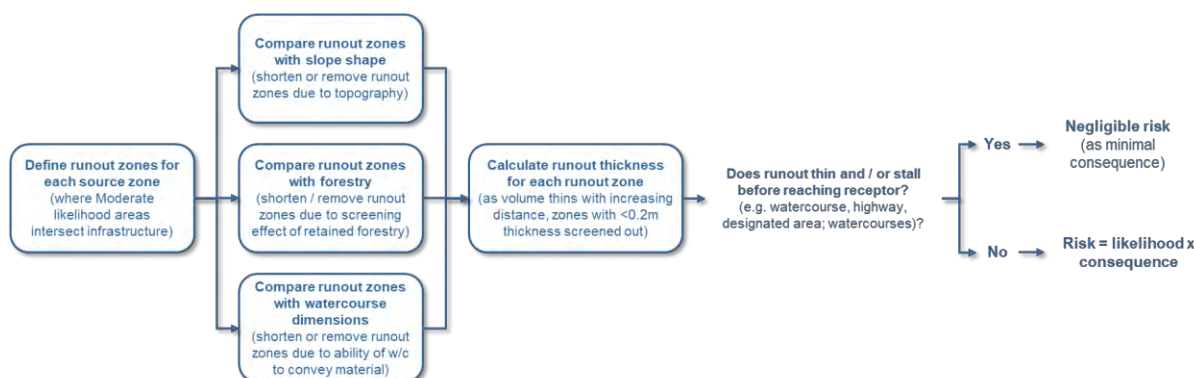 Compare runout zones
with slope shape
(shorten or remove runout
zones due to topography)
Define runout zones for
each source zone
(where Moderate
likelihood areas
intersect infrastructure)
Compare runout zones
with forestry
(shorten / remove runout
zones due to screening
effect of retained forestry)
Compare runout zones
with watercourse
dimensions
(shorten or remove runout
zones due to ability of w/c
to convey material)
Calculate runout thickness
for each runout zone
(as volume thins with increasing
distance, zones with <0.2m
thickness screened out)
Does runout thin and / or stall
before reaching receptor?
(e.g. watercourse, highway,
designated area; watercourses)?
Yes
Negligible risk
(as minimal
consequence)
No
Risk = likelihood x
consequence